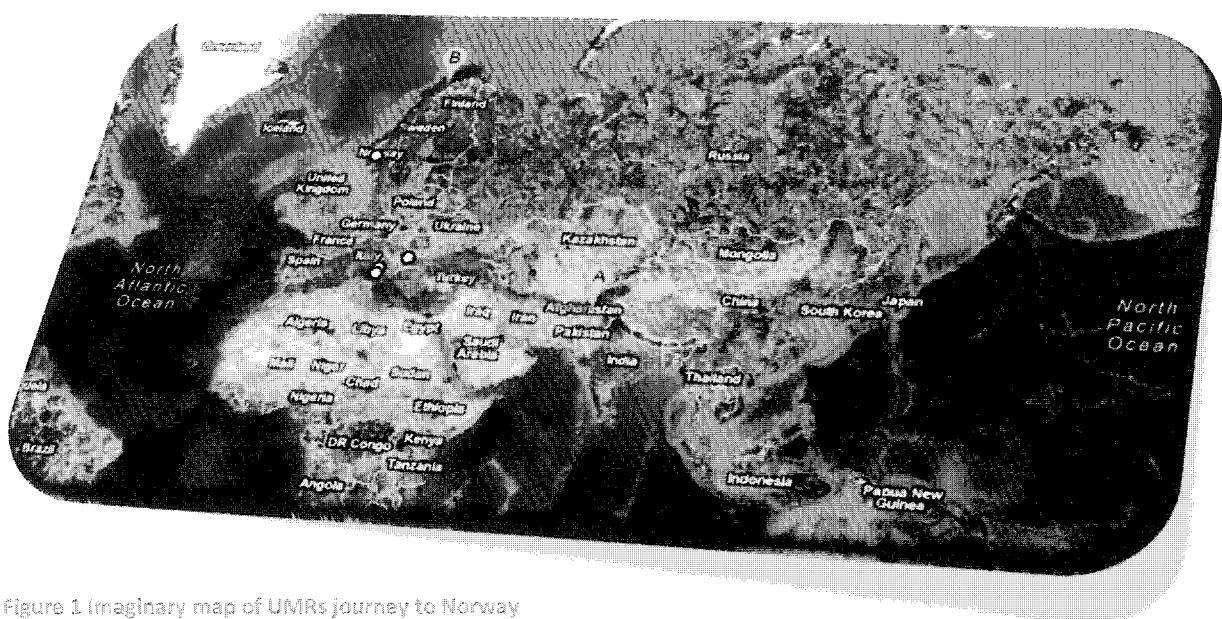 Greenland
B
Finland
Iceland
Sweden
Norway
Russia
United
Kingdom
Poland
Germany
Ukraine
France
Kazakhstan
Mongolia
Spain
Turkey
A
North
Atlantic
Ocean
Afghanistan
China
South Korea
Japan
North
Pacific
Ocean
Iraq
Iran
Algeria
Libya
Egypt
Pakistan
Saudi
Arabia
India
Mali
Niger
Chad
Sudan
Thailand
Nigeria
Ethiopia
DR Congo
Kenya
Brazil
Tanzania
Angola
Indonesia
Papua New
Guinea
Figure 1 Imaginary map of UMRs journey to Norway